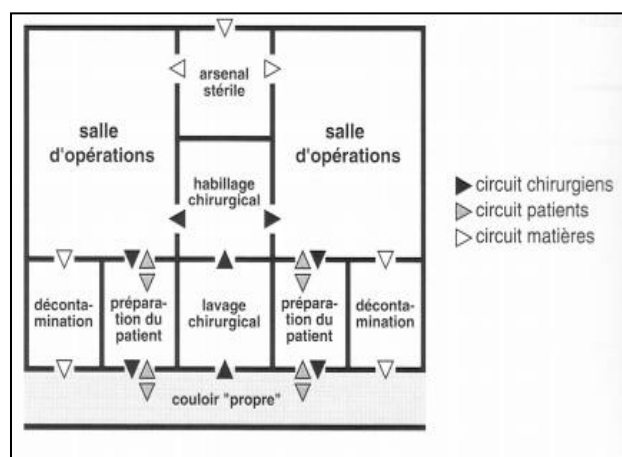 arsenal
stérile
salle
d'opérations
salle
d'opérations
habillage
chirurgical
circuit chirurgiens
circuit patients
circuit matières
déconta-
mination
prépara-
tion du
patient
lavage
chirurgical
prépara-
tion du
patient
déconta-
mination
couloir "propre"